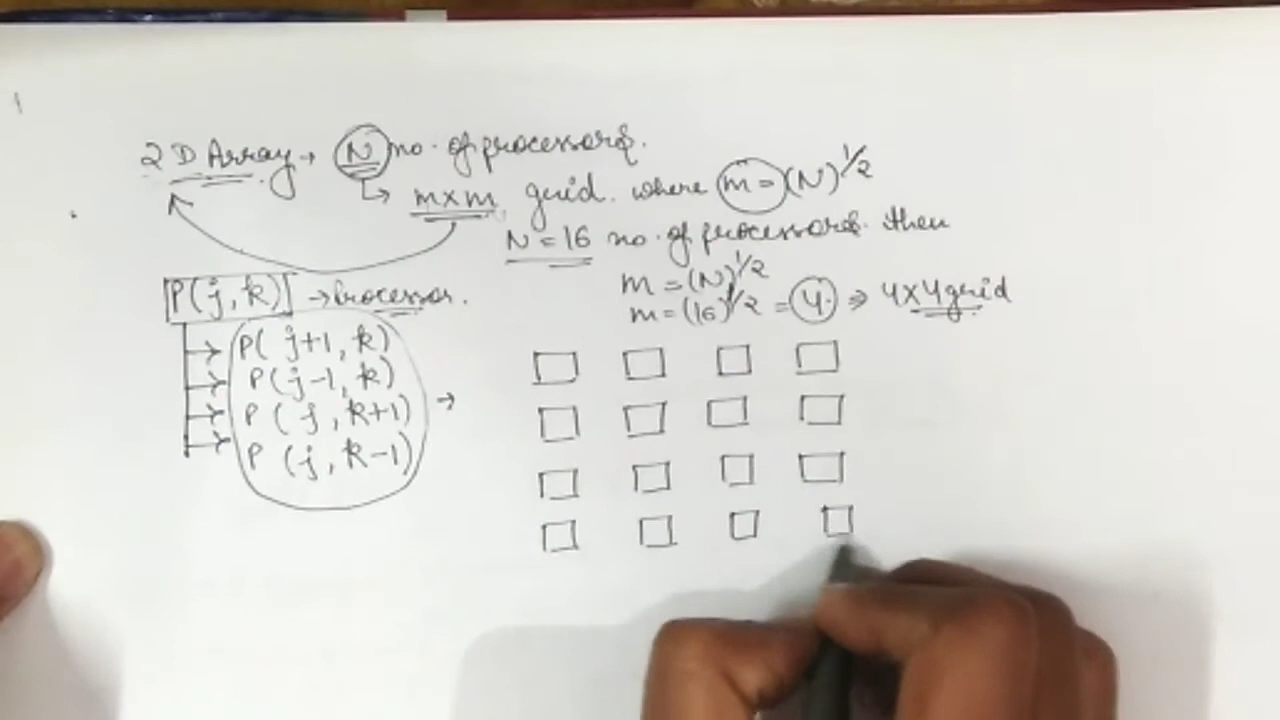 2 D Array → N no. of processors.
↳ m×m grid. where m = (N)^1/2
N = 16 no. of processors. then
m = (N)^1/2
m = (16)^1/2 = 4. ⇒ 4×4 grid
P(j, k) → Processor.
→ P( j+1, k)
→ P(j-1, k)
→ P ( j, k+1) →
→ P (j, k-1)